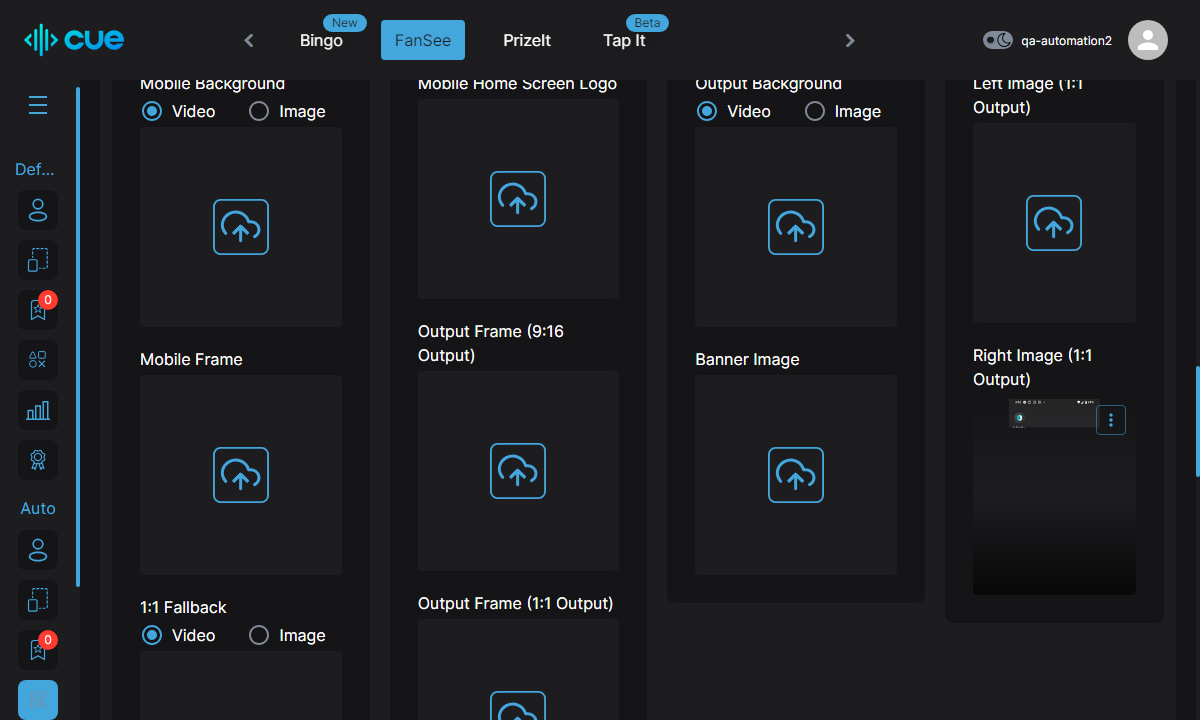 cue
Bingo
New
FanSee
PrizeIt
Tap It
Beta
qa-automation2
Def...
0
Auto
0
Mobile Background
Video
Image
Mobile Frame
1:1 Fallback
Video
Image
Mobile Home Screen Logo
Output Frame (9:16
Output)
Output Frame (1:1 Output)
Output Background
Video
Image
Banner Image
Left Image (1:1
Output)
Right Image (1:1
Output)